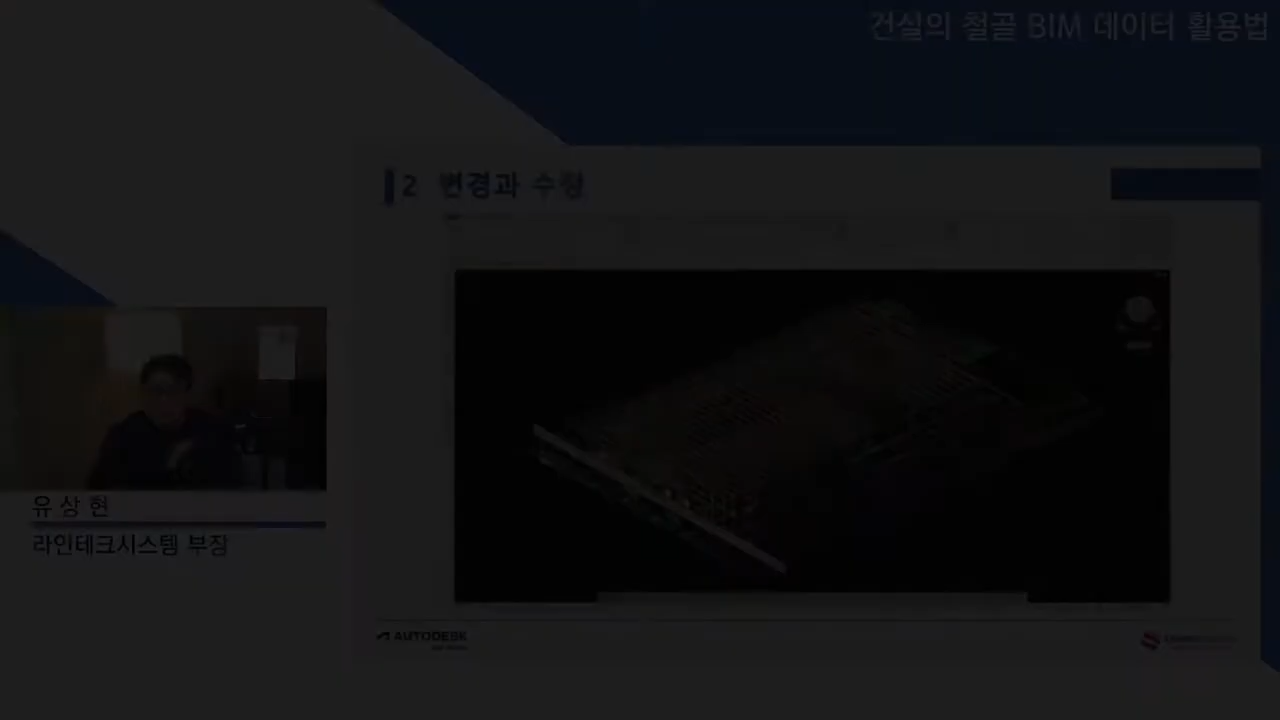 건실의 철골 BIM 데이터 활용법
2 변경과 수량
유 상 현
라인테크시스템 부장
AUTODESK